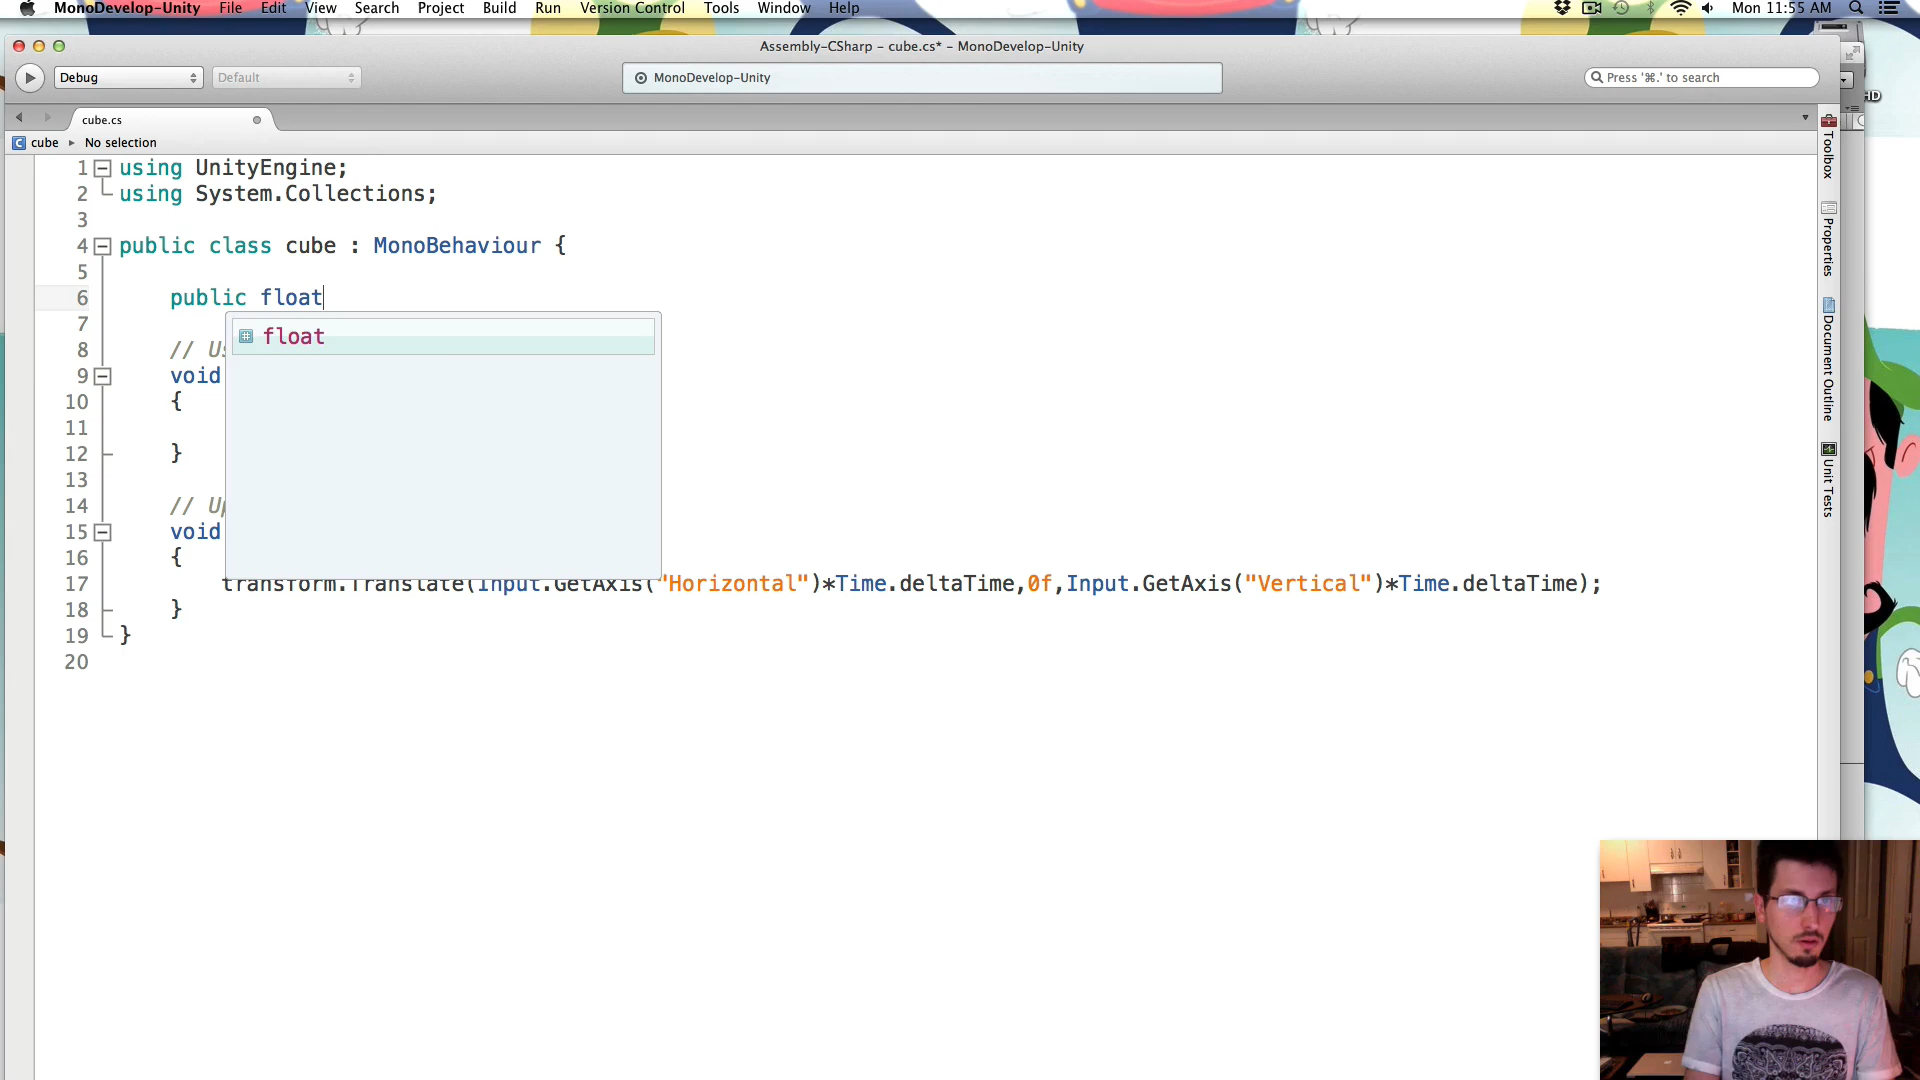 MonoDevelop-Unity File Edit View Search Project Build Run Version Control Tools Window Help Mon 11:55 AM
Assembly-CSharp – cube.cs* – MonoDevelop-Unity
Debug Default MonoDevelop-Unity Press '⌘.' to search
HD
cube.cs
C cube ▸ No selection
1 using UnityEngine;
2 using System.Collections;
3
4 public class cube : MonoBehaviour {
5
6 public float
float
7
8 // Us
9 void
10 {
11
12 }
13
14 // Up
15 void
16 {
17 transform.Translate(Input.GetAxis("Horizontal")*Time.deltaTime,0f,Input.GetAxis("Vertical")*Time.deltaTime);
18 }
19 }
20
Toolbox
Properties
Document Outline
Unit Tests